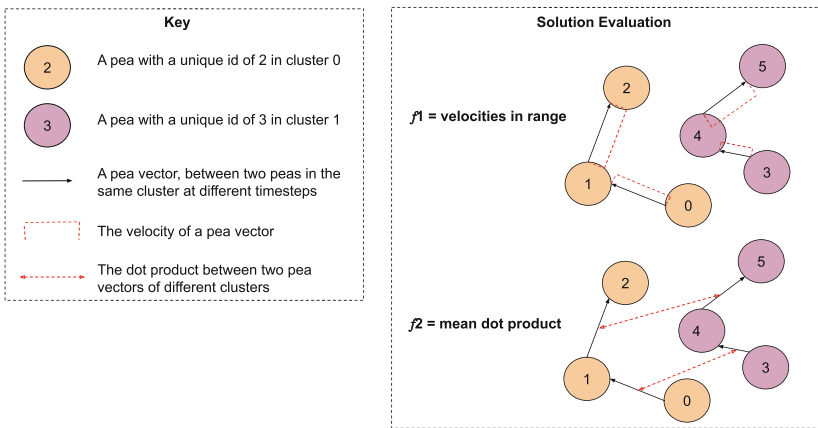 Key
2
A pea with a unique id of 2 in cluster 0
3
A pea with a unique id of 3 in cluster 1
A pea vector, between two peas in the
same cluster at different timesteps
The velocity of a pea vector
The dot product between two pea
vectors of different clusters
Solution Evaluation
f1 = velocities in range
2
5
4
1
3
0
f2 = mean dot product
2
5
4
1
3
0